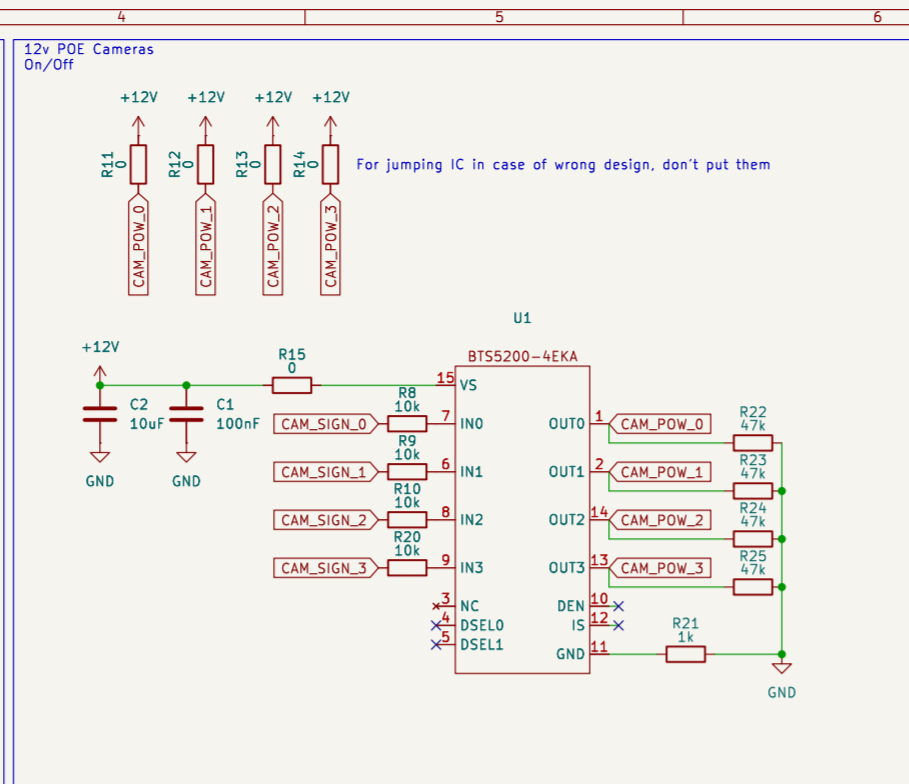 4 5 6
12v POE Cameras
On/Off
+12V +12V +12V +12V
R11 0 R12 0 R13 0 R14 0
For jumping IC in case of wrong design, don't put them
CAM_POW_0 CAM_POW_1 CAM_POW_2 CAM_POW_3
U1
+12V
R15
0
BTS5200-4EKA
15 VS
C2
10uF
C1
100nF
GND GND
R8
10k
CAM_SIGN_0 7 IN0 OUT0 1 CAM_POW_0
R22
47k
R9
10k
CAM_SIGN_1 6 IN1 OUT1 2 CAM_POW_1
R23
47k
R10
10k
CAM_SIGN_2 8 IN2 OUT2 14 CAM_POW_2
R24
47k
R20
10k
CAM_SIGN_3 9 IN3 OUT3 13 CAM_POW_3
R25
47k
3 NC DEN 10
4 DSEL0 IS 12
5 DSEL1
GND 11
R21
1k
GND